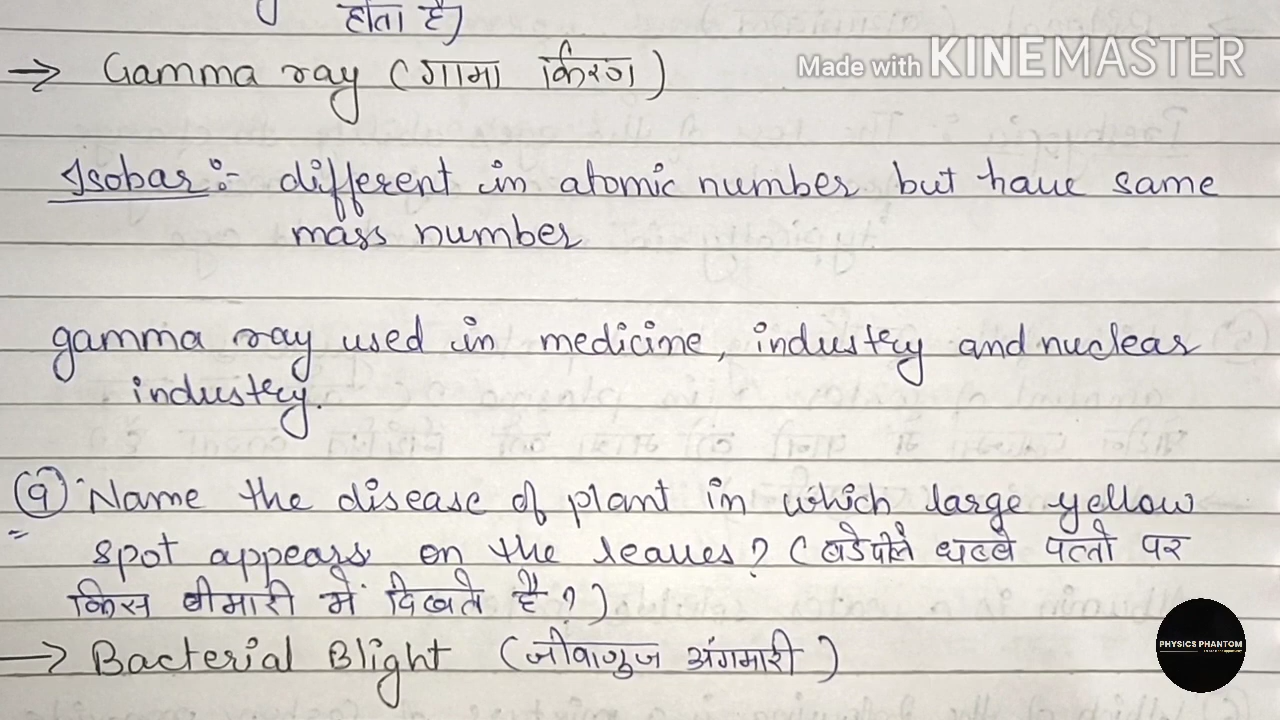 होता है)
→ Gamma ray (गामा किरण)
Made with KINEMASTER
Isobar :- different in atomic number but have same
mass number
gamma ray used in medicine, industry and nuclear
industry.
(9) Name the disease of plant in which large yellow
spot appears on the leaves? (बडे पीले धब्बे पत्तो पर
किस बीमारी में दिखते है?)
→ Bacterial Blight (जीवाणुज अंगमारी)
PHYSICS PHANTOM